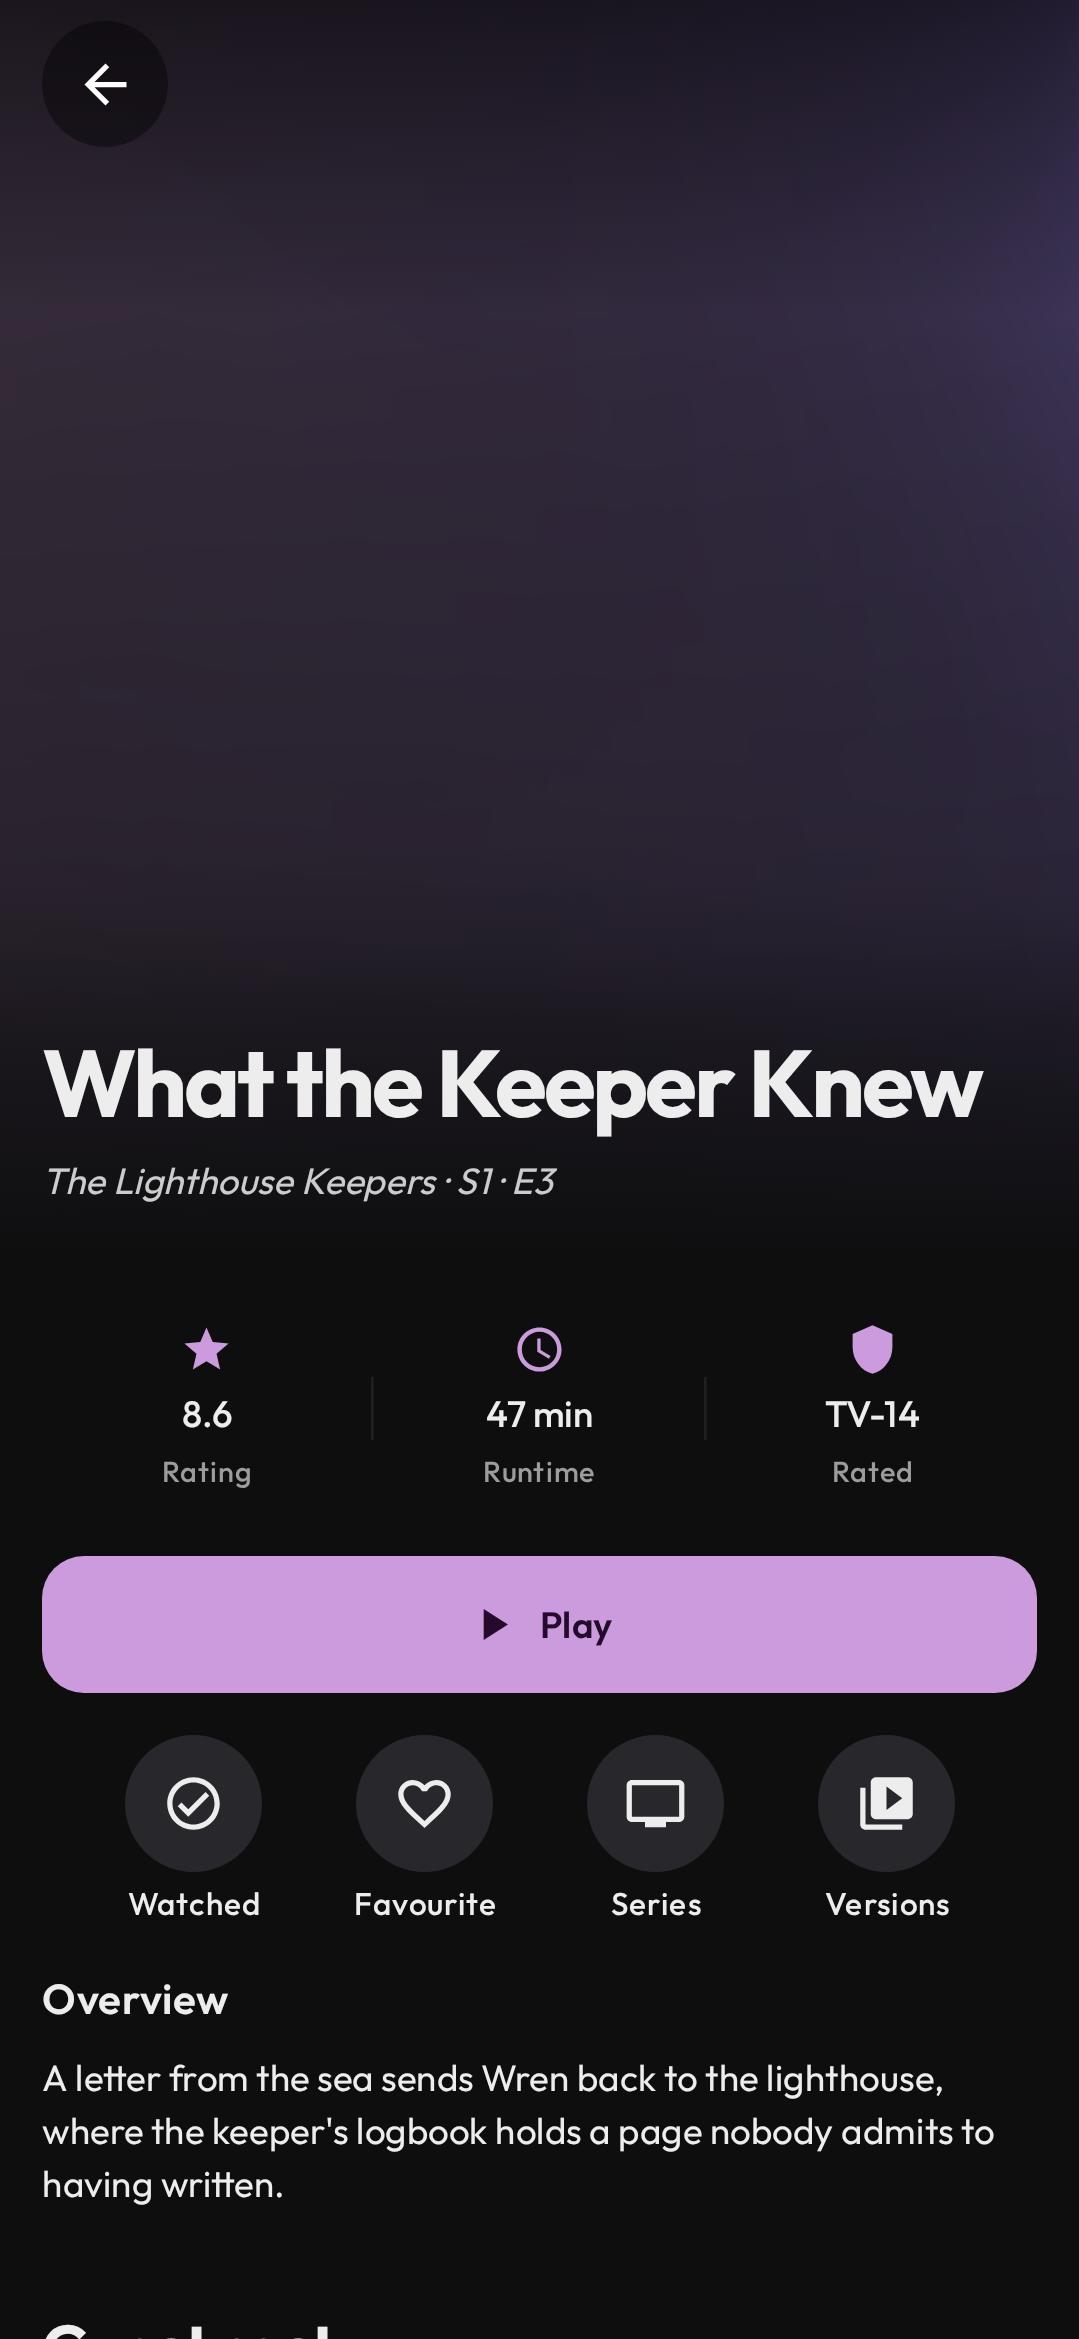 What the Keeper Knew
The Lighthouse Keepers · S1 · E3
8.6
47 min
TV-14
Rating
Runtime
Rated
Play
Watched
Favourite
Series
Versions
Overview
A letter from the sea sends Wren back to the lighthouse,
where the keeper's logbook holds a page nobody admits to
having written.